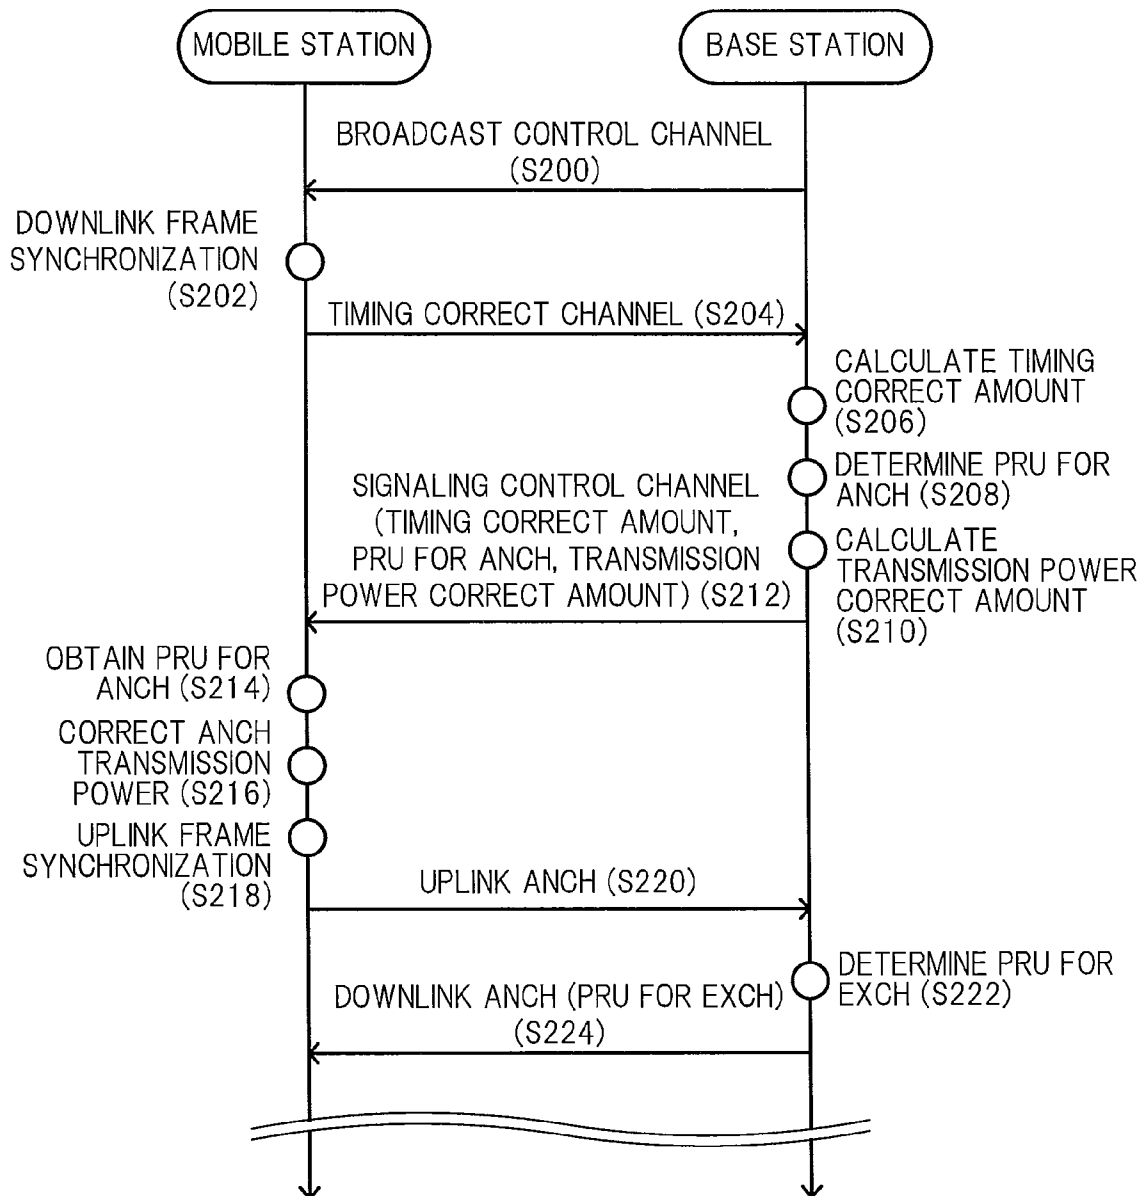 MOBILE STATION
BASE STATION
BROADCAST CONTROL CHANNEL
(S200)
DOWNLINK FRAME
SYNCHRONIZATION
(S202)
TIMING CORRECT CHANNEL (S204)
CALCULATE TIMING
CORRECT AMOUNT
(S206)
DETERMINE PRU FOR
ANCH (S208)
CALCULATE
TRANSMISSION POWER
CORRECT AMOUNT
(S210)
SIGNALING CONTROL CHANNEL
(TIMING CORRECT AMOUNT,
PRU FOR ANCH, TRANSMISSION
POWER CORRECT AMOUNT) (S212)
OBTAIN PRU FOR
ANCH (S214)
CORRECT ANCH
TRANSMISSION
POWER (S216)
UPLINK FRAME
SYNCHRONIZATION
(S218)
UPLINK ANCH (S220)
DETERMINE PRU FOR
EXCH (S222)
DOWNLINK ANCH (PRU FOR EXCH)
(S224)